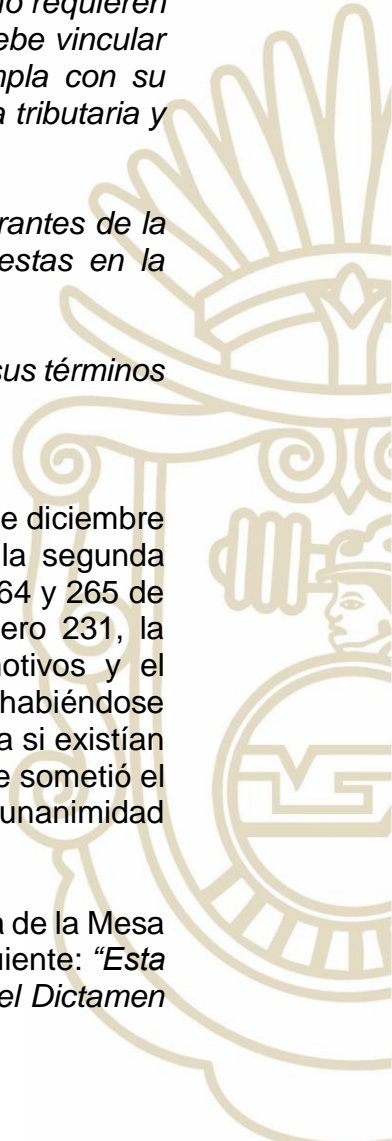 no requieren
ebe vincular
mpla con su
a tributaria y
rantes de la
estas en la
sus términos
e diciembre
la segunda
64 y 265 de
ero 231, la
notivos y el
habiéndose
a si existían
e sometió el
unanimidad
a de la Mesa
uiente: “Esta
el Dictamen